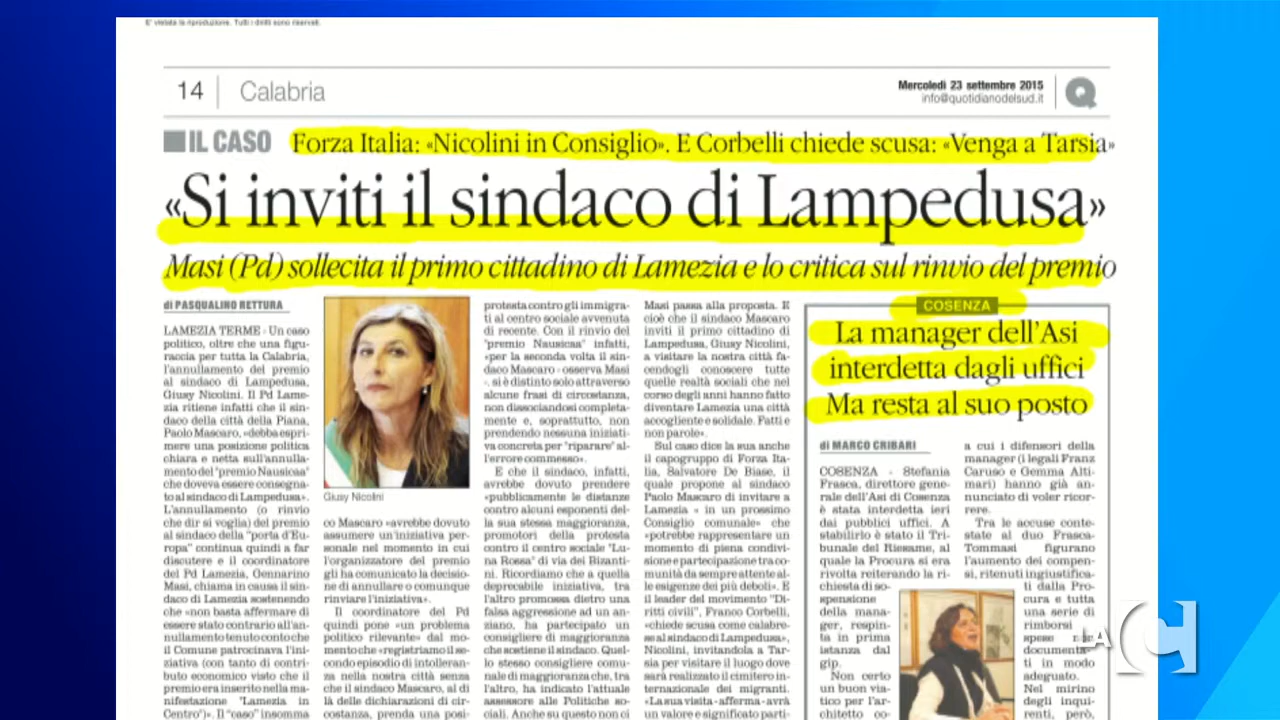 E' vietata la riproduzione. Tutti i diritti sono riservati.
14 Calabria
Mercoledì 23 settembre 2015
info@quotidianodelsud.it
Q
IL CASO Forza Italia: «Nicolini in Consiglio». E Corbelli chiede scusa: «Venga a Tarsia»
«Si inviti il sindaco di Lampedusa»
Masi (Pd) sollecita il primo cittadino di Lamezia e lo critica sul rinvio del premio
di PASQUALINO RETTURA
LAMEZIA TERME - Un caso
politico, oltre che una figu-
raccia per tutta la Calabria,
l'annullamento del premio
al sindaco di Lampedusa,
Giusy Nicolini. Il Pd Lame-
zia ritiene infatti che il sin-
daco della città della Piana,
Paolo Mascaro, «debba espri-
mere una posizione politica
chiara e netta sull'annulla-
mento del "premio Nausicaa"
che doveva essere consegna-
to al sindaco di Lampedusa».
L'annullamento (o rinvio
che dir si voglia) del premio
al sindaco della "porta d'Eu-
ropa" continua quindi a far
discutere e il coordinatore
del Pd Lamezia, Gennarino
Masi, chiama in causa il sin-
daco di Lamezia sostenendo
che «non basta affermare di
essere stato contrario all'an-
nullamento tenuto conto che
il Comune patrocinava l'ini-
ziativa (con tanto di contri-
buto economico visto che il
premio era inserito nella ma-
nifestazione "Lamezia in
Centro")». Il "caso" insomma
Giusy Nicolini
co Mascaro «avrebbe dovuto
assumere un'iniziativa per-
sonale nel momento in cui
l'organizzatore del premio
gli ha comunicato la decisio-
ne di annullare o comunque
rinviare l'iniziativa».
Il coordinatore del Pd
quindi pone «un problema
politico rilevante» dal mo-
mento che «registriamo il se-
condo episodio di intolleran-
za nella nostra città senza
che il sindaco Mascaro, al di
là delle dichiarazioni di cir-
costanza, prenda una posi-
protesta contro gli immigra-
ti al centro sociale avvenuta
di recente. Con il rinvio del
"premio Nausicaa" infatti,
«per la seconda volta il sin-
daco Mascaro - osserva Masi
-, si è distinto solo attraverso
alcune frasi di circostanza,
non dissociandosi completa-
mente e, soprattutto, non
prendendo nessuna iniziati-
va concreta per "riparare" al-
l'errore commesso».
E che il sindaco, infatti,
avrebbe dovuto prendere
«pubblicamente le distanze
contro alcuni esponenti del-
la sua stessa maggioranza,
promotori della protesta
contro il centro sociale "Lu-
na Rossa" di via dei Bizanti-
ni. Ricordiamo che a quella
deprecabile iniziativa, tra
l'altro promossa dietro una
falsa aggressione ad un an-
ziano, ha partecipato un
consigliere di maggioranza
che sostiene il sindaco. Quel-
lo stesso consigliere comu-
nale di maggioranza che, tra
l'altro, ha indicato l'attuale
assessore alle Politiche so-
ciali. Anche su questo non ci
Masi passa alla proposta. E
cioè che il sindaco Mascaro
inviti il primo cittadino di
Lampedusa, Giusy Nicolini,
a visitare la nostra città fa-
cendogli conoscere tutte
quelle realtà sociali che nel
corso degli anni hanno fatto
diventare Lamezia una città
accogliente e solidale. Fatti e
non parole».
Sul caso dice la sua anche
il capogruppo di Forza Ita-
lia, Salvatore De Biase, il
quale propone al sindaco
Paolo Mascaro di invitare a
Lamezia « in un prossimo
Consiglio comunale» che
«potrebbe rappresentare un
momento di piena condivi-
sione e partecipazione tra co-
munità da sempre attente al-
le esigenze dei più deboli». E
il leader del movimento "Di-
ritti civili", Franco Corbelli,
«chiede scusa come calabre-
se al sindaco di Lampedusa»,
Nicolini, invitandola a Tar-
sia per visitare il luogo dove
sarà realizzato il cimitero in-
ternazionale dei migranti.
«La sua visita - afferma - avrà
un valore e significato parti-
COSENZA
La manager dell'Asi
interdetta dagli uffici
Ma resta al suo posto
di MARCO CRIBARI
COSENZA - Stefania
Frasca, direttore gene-
rale dell'Asi di Cosenza
è stata interdetta ieri
dai pubblici uffici. A
stabilirlo è stato il Tri-
bunale del Riesame, al
quale la Procura si era
rivolta reiterando la ri-
chiesta di so-
spensione
della mana-
ger, respin-
ta in prima
istanza dal
gip.
Non certo
un buon via-
tico per l'ar-
chitetto co-
a cui i difensori della
manager (i legali Franz
Caruso e Gemma Alti-
mari) hanno già an-
nunciato di voler ricor-
rere.
Tra le accuse conte-
state al duo Frasca-
Tommasi figurano
l'aumento dei compen-
si, ritenuti ingiustifica-
ti dalla Pro-
cura e tutta
una serie di
rimborsi
spese non
documenta-
ti in modo
adeguato.
Nel mirino
degli inqui-
renti, però,
LA C